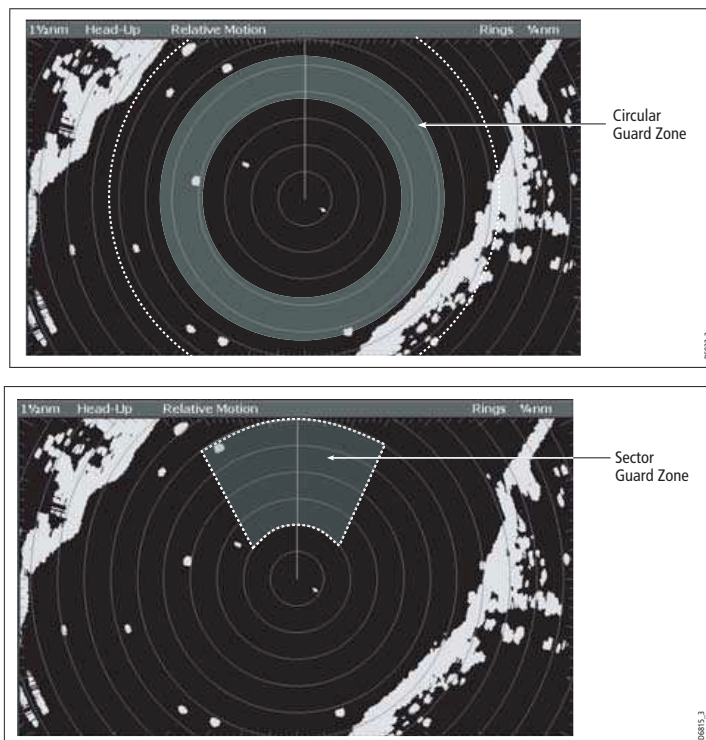 1½nm Head-Up Relative Motion Rings ¼nm
Circular
Guard Zone
1½nm Head-Up Relative Motion Rings ¼nm
Sector
Guard Zone
D6815_3